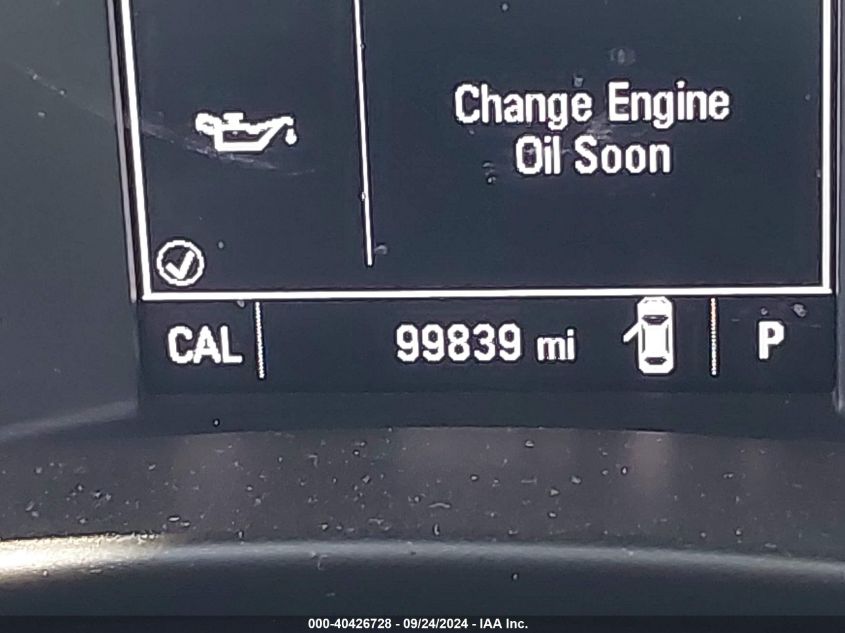 Change Engine
Oil Soon
CAL 99839 mi P
000-40426728 - 09/24/2024 - IAA Inc.